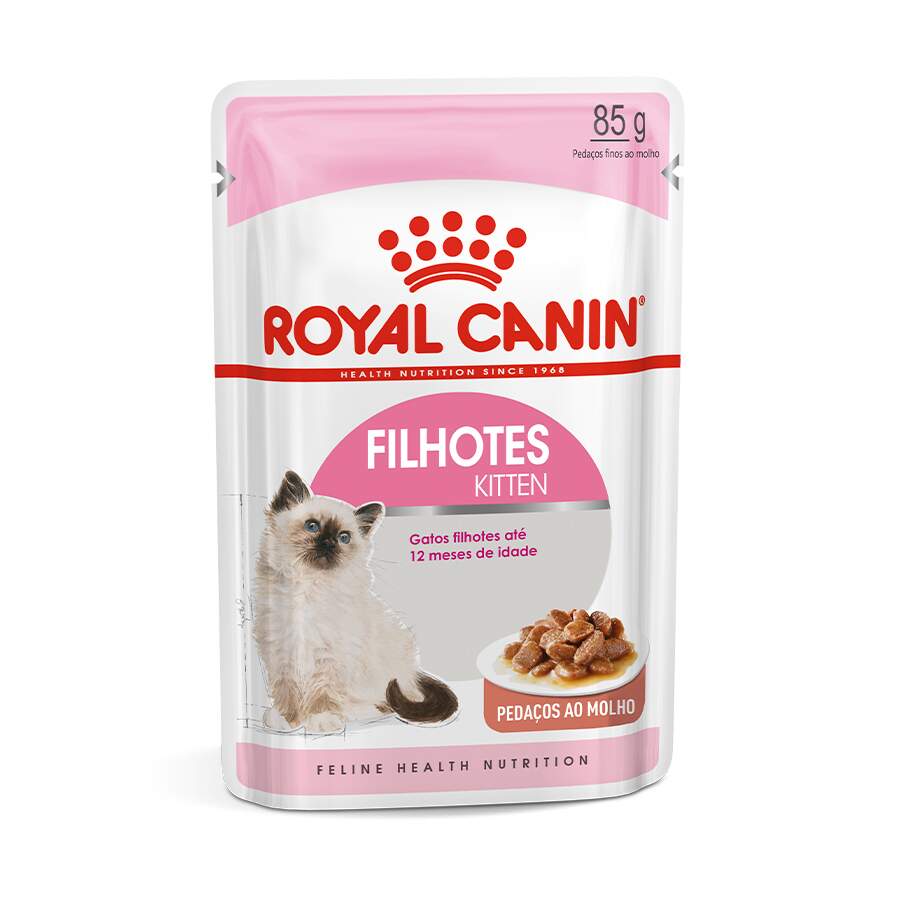 85 g
Pedaços finos ao molho
ROYAL CANIN®
HEALTH NUTRITION SINCE 1968
FILHOTES
KITTEN
Gatos filhotes até
12 meses de idade
PEDAÇOS AO MOLHO
FELINE HEALTH NUTRITION